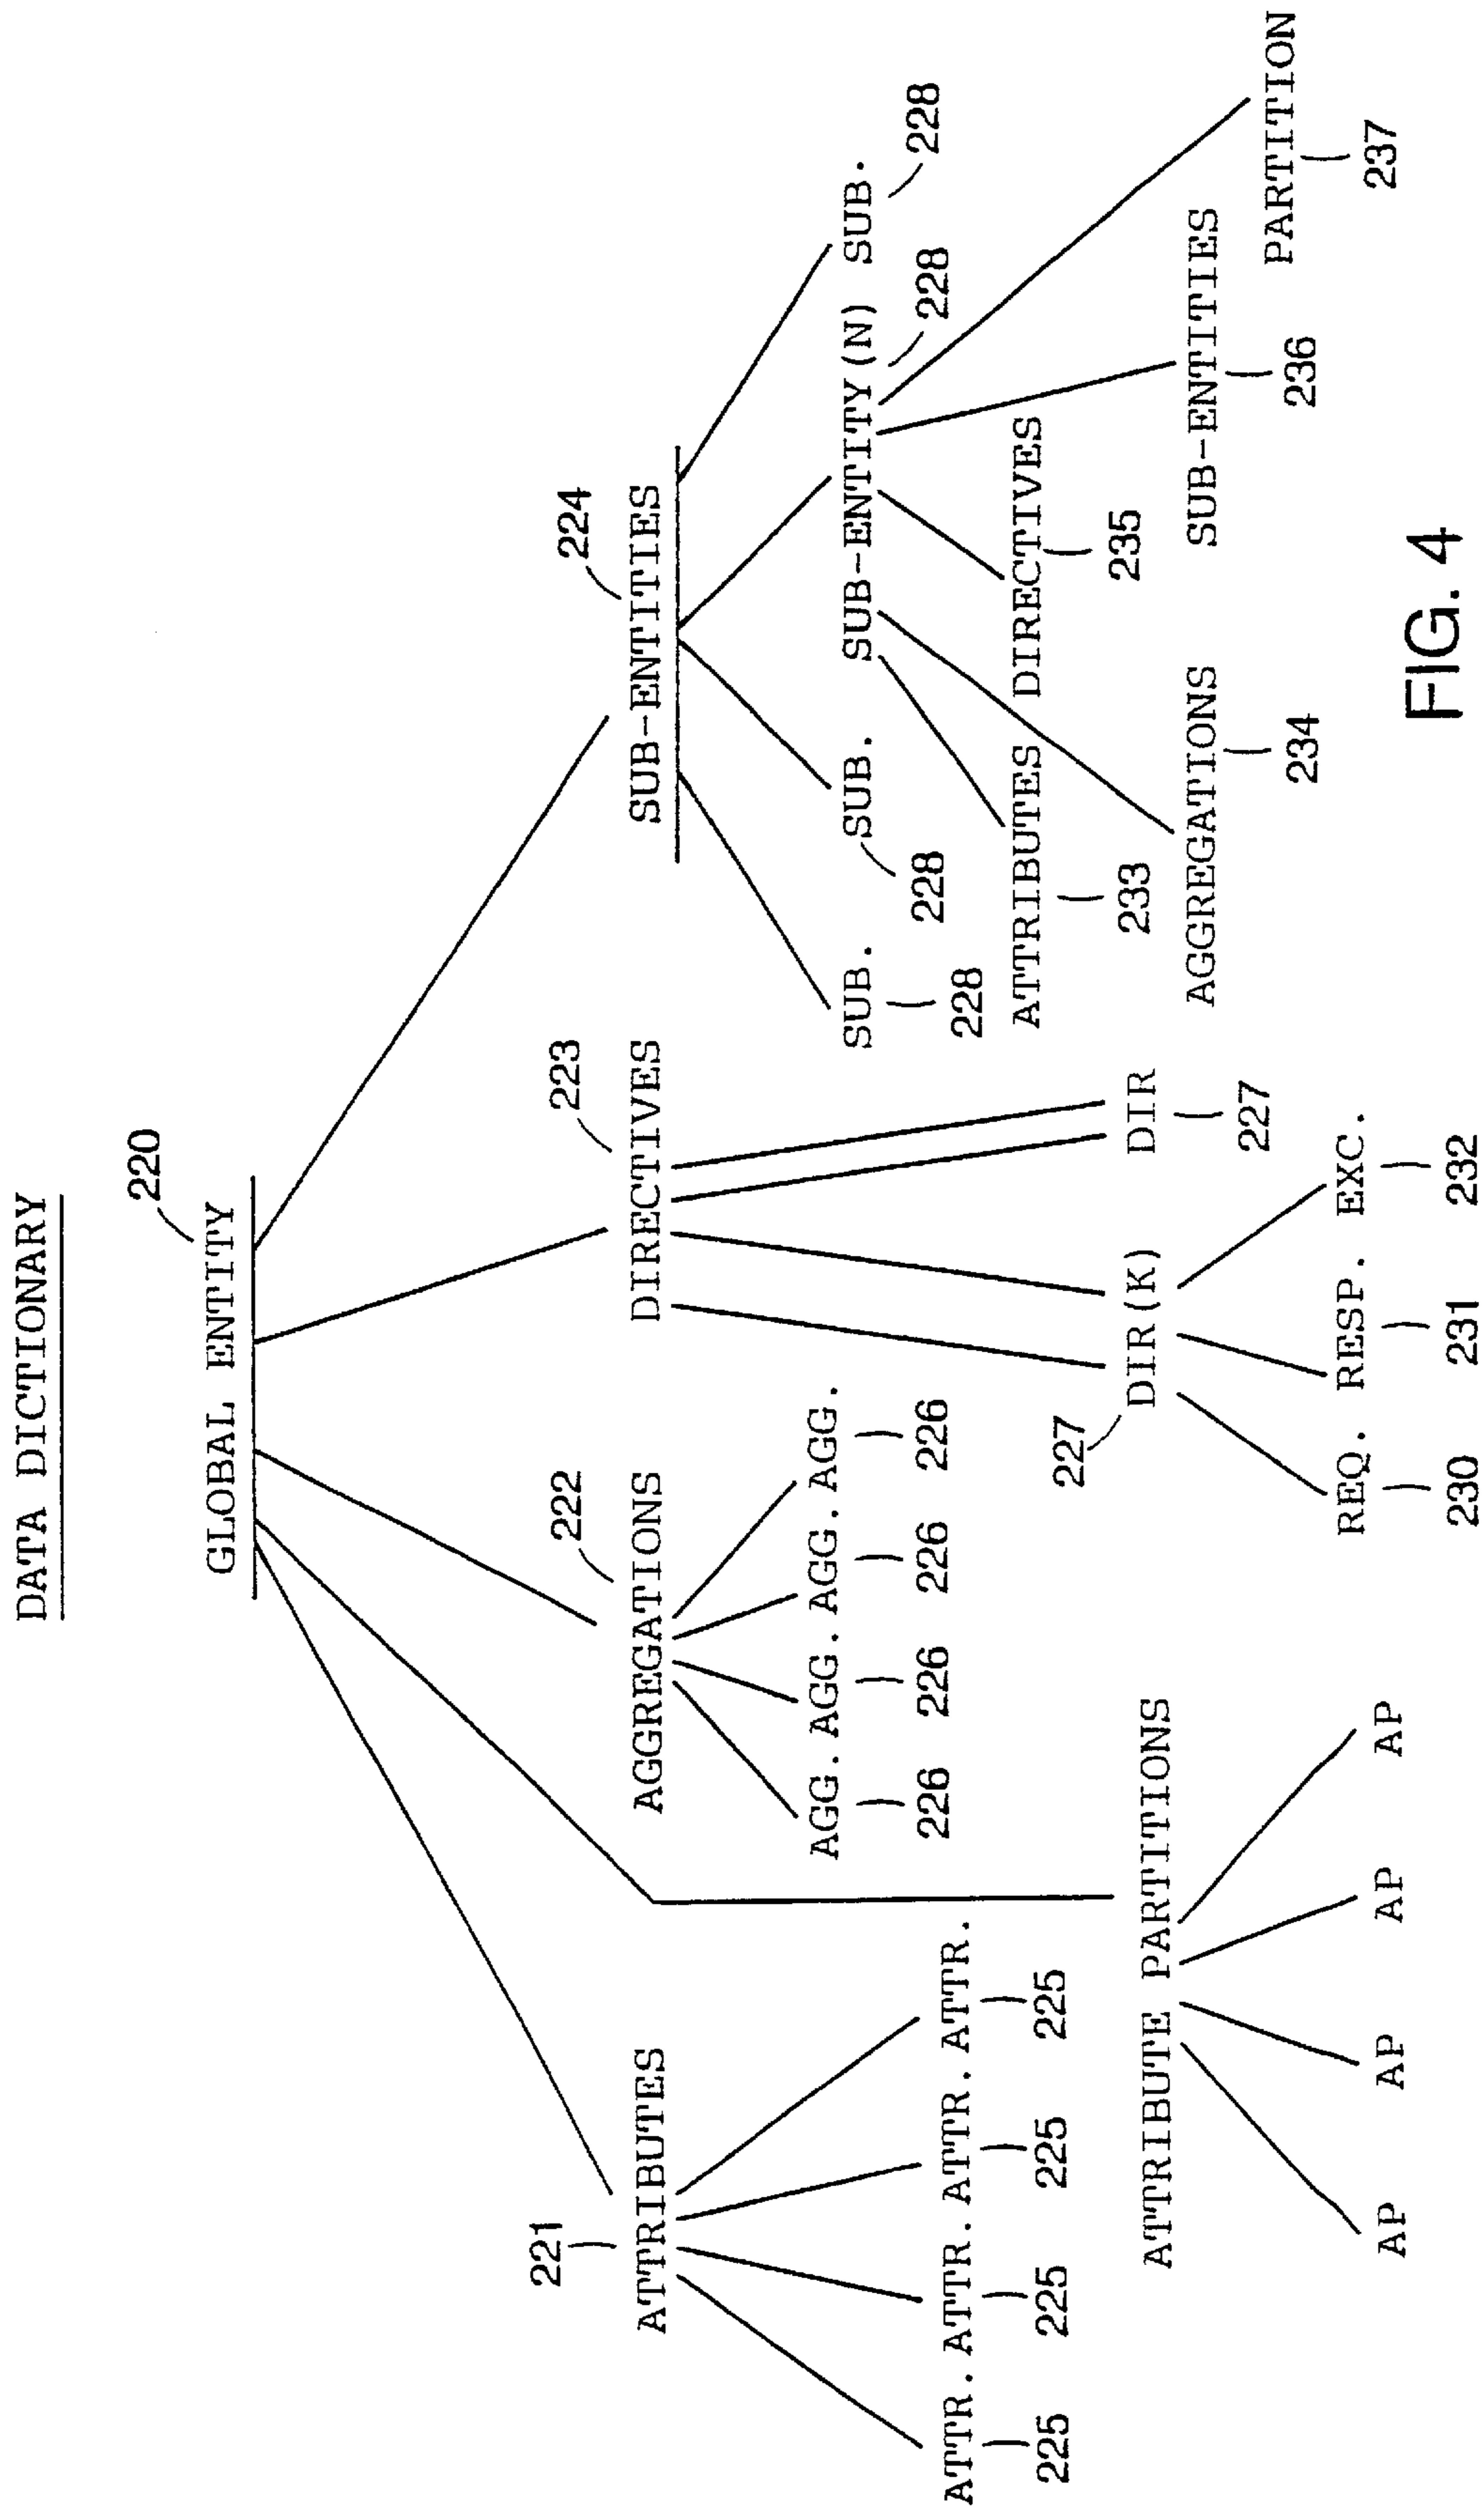 DATA DICTIONARY
220
GLOBAL ENTITY
221
222
223
224
ATTRIBUTES
AGGREGATIONS
DIRECTIVES
SUB-ENTITIES
AGG. AGG. AGG. AGG.
226 226 226 226
SUB. SUB. SUB-ENTITY(N) SUB.
228 228 228 228
ATTR. ATTR. ATTR. ATTR.
225 225 225 225
ATTRIBUTES DIRECTIVES
233 235
227
ATTRIBUTE PARTITIONS
DIR(K) DIR
227
AGGREGATIONS SUB-ENTITIES
234 236
PARTITION
237
AP AP AP AP
REQ. RESP. EXC.
230 231 232
FIG. 4